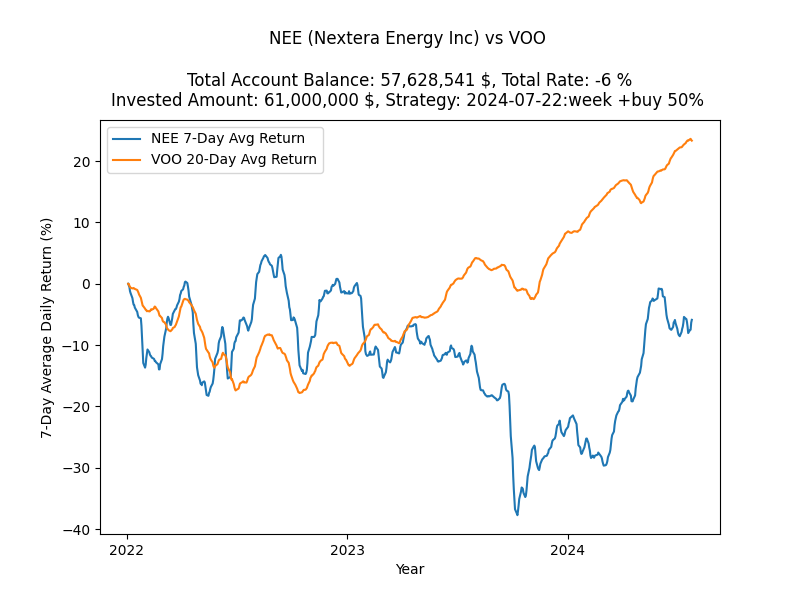 NEE (Nextera Energy Inc) vs VOO
Total Account Balance: 57,628,541 $, Total Rate: -6 %
Invested Amount: 61,000,000 $, Strategy: 2024-07-22:week +buy 50%
NEE 7-Day Avg Return
VOO 20-Day Avg Return
7-Day Average Daily Return (%)
20
10
0
−10
−20
−30
−40
2022
2023
2024
Year